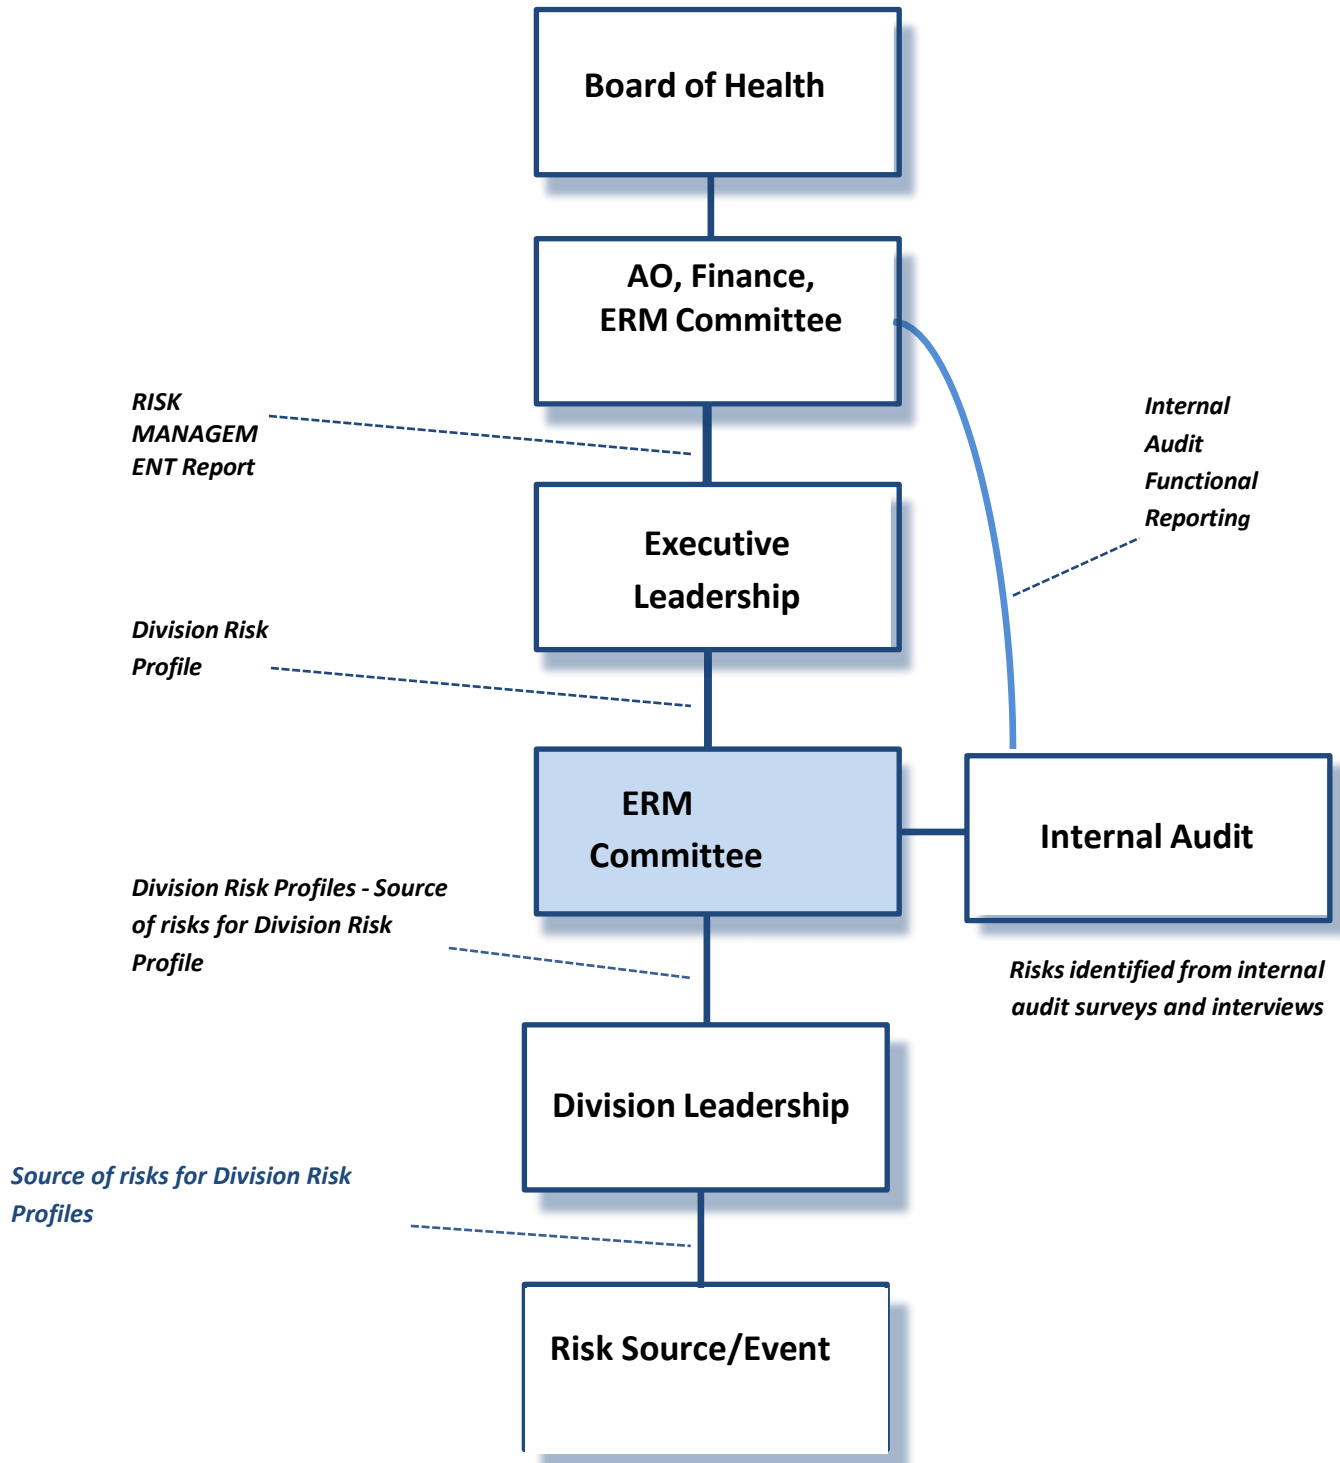 Board of Health
AO, Finance,
ERM Committee
RISK
MANAGEM
ENT Report
Internal
Audit
Functional
Reporting
Executive
Leadership
Division Risk
Profile
ERM
Committee
Internal Audit
Division Risk Profiles - Source
of risks for Division Risk
Profile
Risks identified from internal
audit surveys and interviews
Division Leadership
Source of risks for Division Risk
Profiles
Risk Source/Event